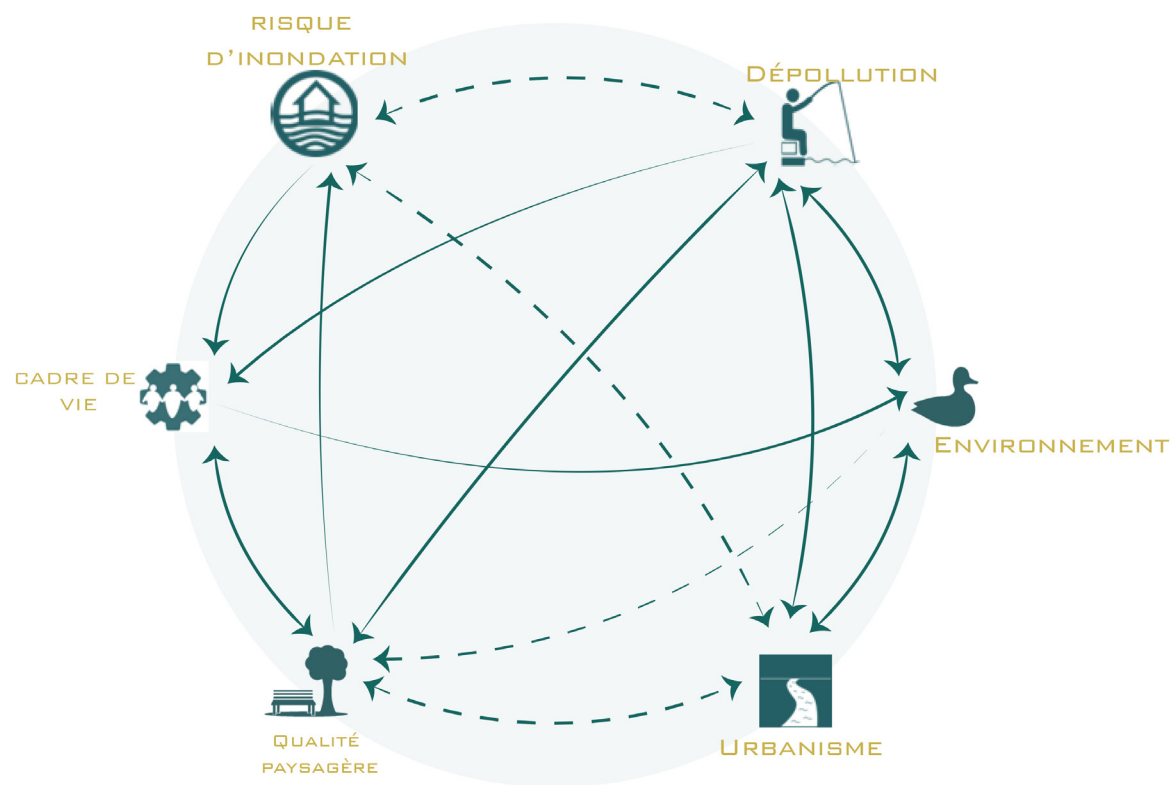 RISQUE
D'INONDATION
DÉPOLLUTION
CADRE DE
VIE
ENVIRONNEMENT
QUALITÉ
PAYSAGÈRE
URBANISME